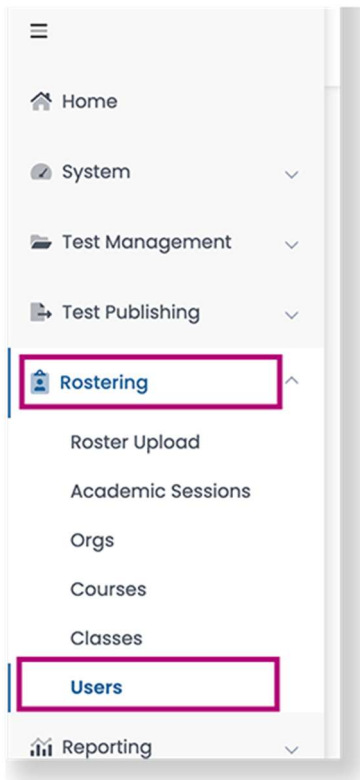 Home
System
Test Management
Test Publishing
Rostering
Roster Upload
Academic Sessions
Orgs
Courses
Classes
Users
Reporting